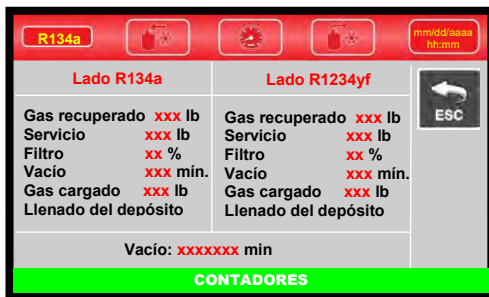 R134a
mm/dd/aaaa
hh:mm
Lado R134a
Gas recuperado xxx lb
Servicio xxx lb
Filtro xx %
Vacío xxx mín.
Gas cargado xxx lb
Llenado del depósito
Lado R1234yf
Gas recuperado xxx lb
Servicio xxx lb
Filtro xx %
Vacío xxx mín.
Gas cargado xxx lb
Llenado del depósito
ESC
Vacío: xxxxxxx min
CONTADORES